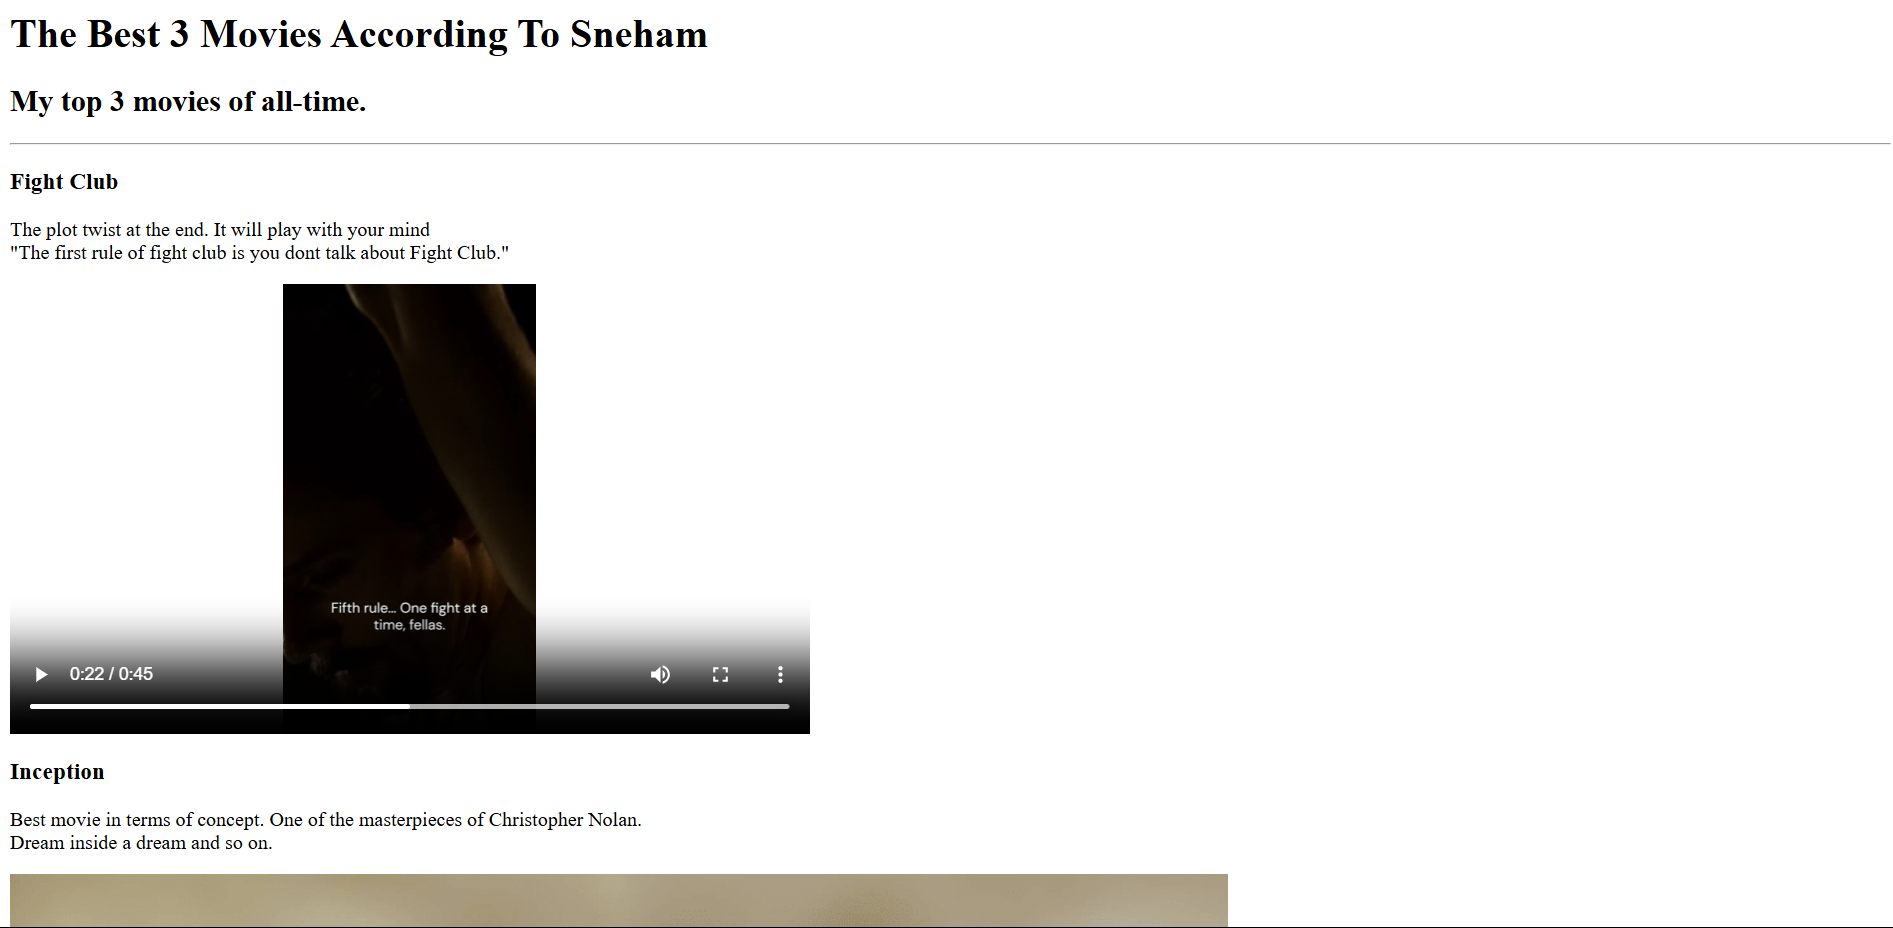 The Best 3 Movies According To Sneham
My top 3 movies of all-time.
Fight Club
The plot twist at the end. It will play with your mind
"The first rule of fight club is you dont talk about Fight Club."
Fifth rule... One fight at a
time, fellas.
0:22 / 0:45
Inception
Best movie in terms of concept. One of the masterpieces of Christopher Nolan.
Dream inside a dream and so on.